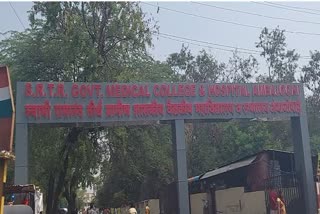 S.R.T.R. GOVT. MEDICAL COLLEGE & HOSPITAL, AMBAJOGAI
स्वामी रामानंद तीर्थ ग्रामीण शासकीय वैद्यकीय महाविद्यालय व रुग्णालय अंबाजोगाई